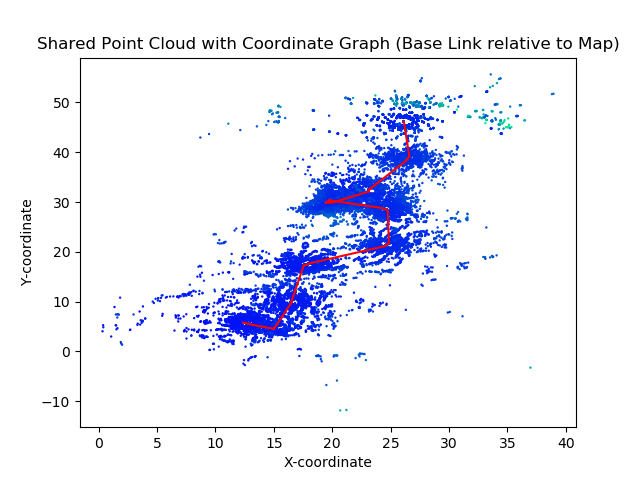 Shared Point Cloud with Coordinate Graph (Base Link relative to Map)
50
40
30
20
10
0
−10
Y-coordinate
0 5 10 15 20 25 30 35 40
X-coordinate